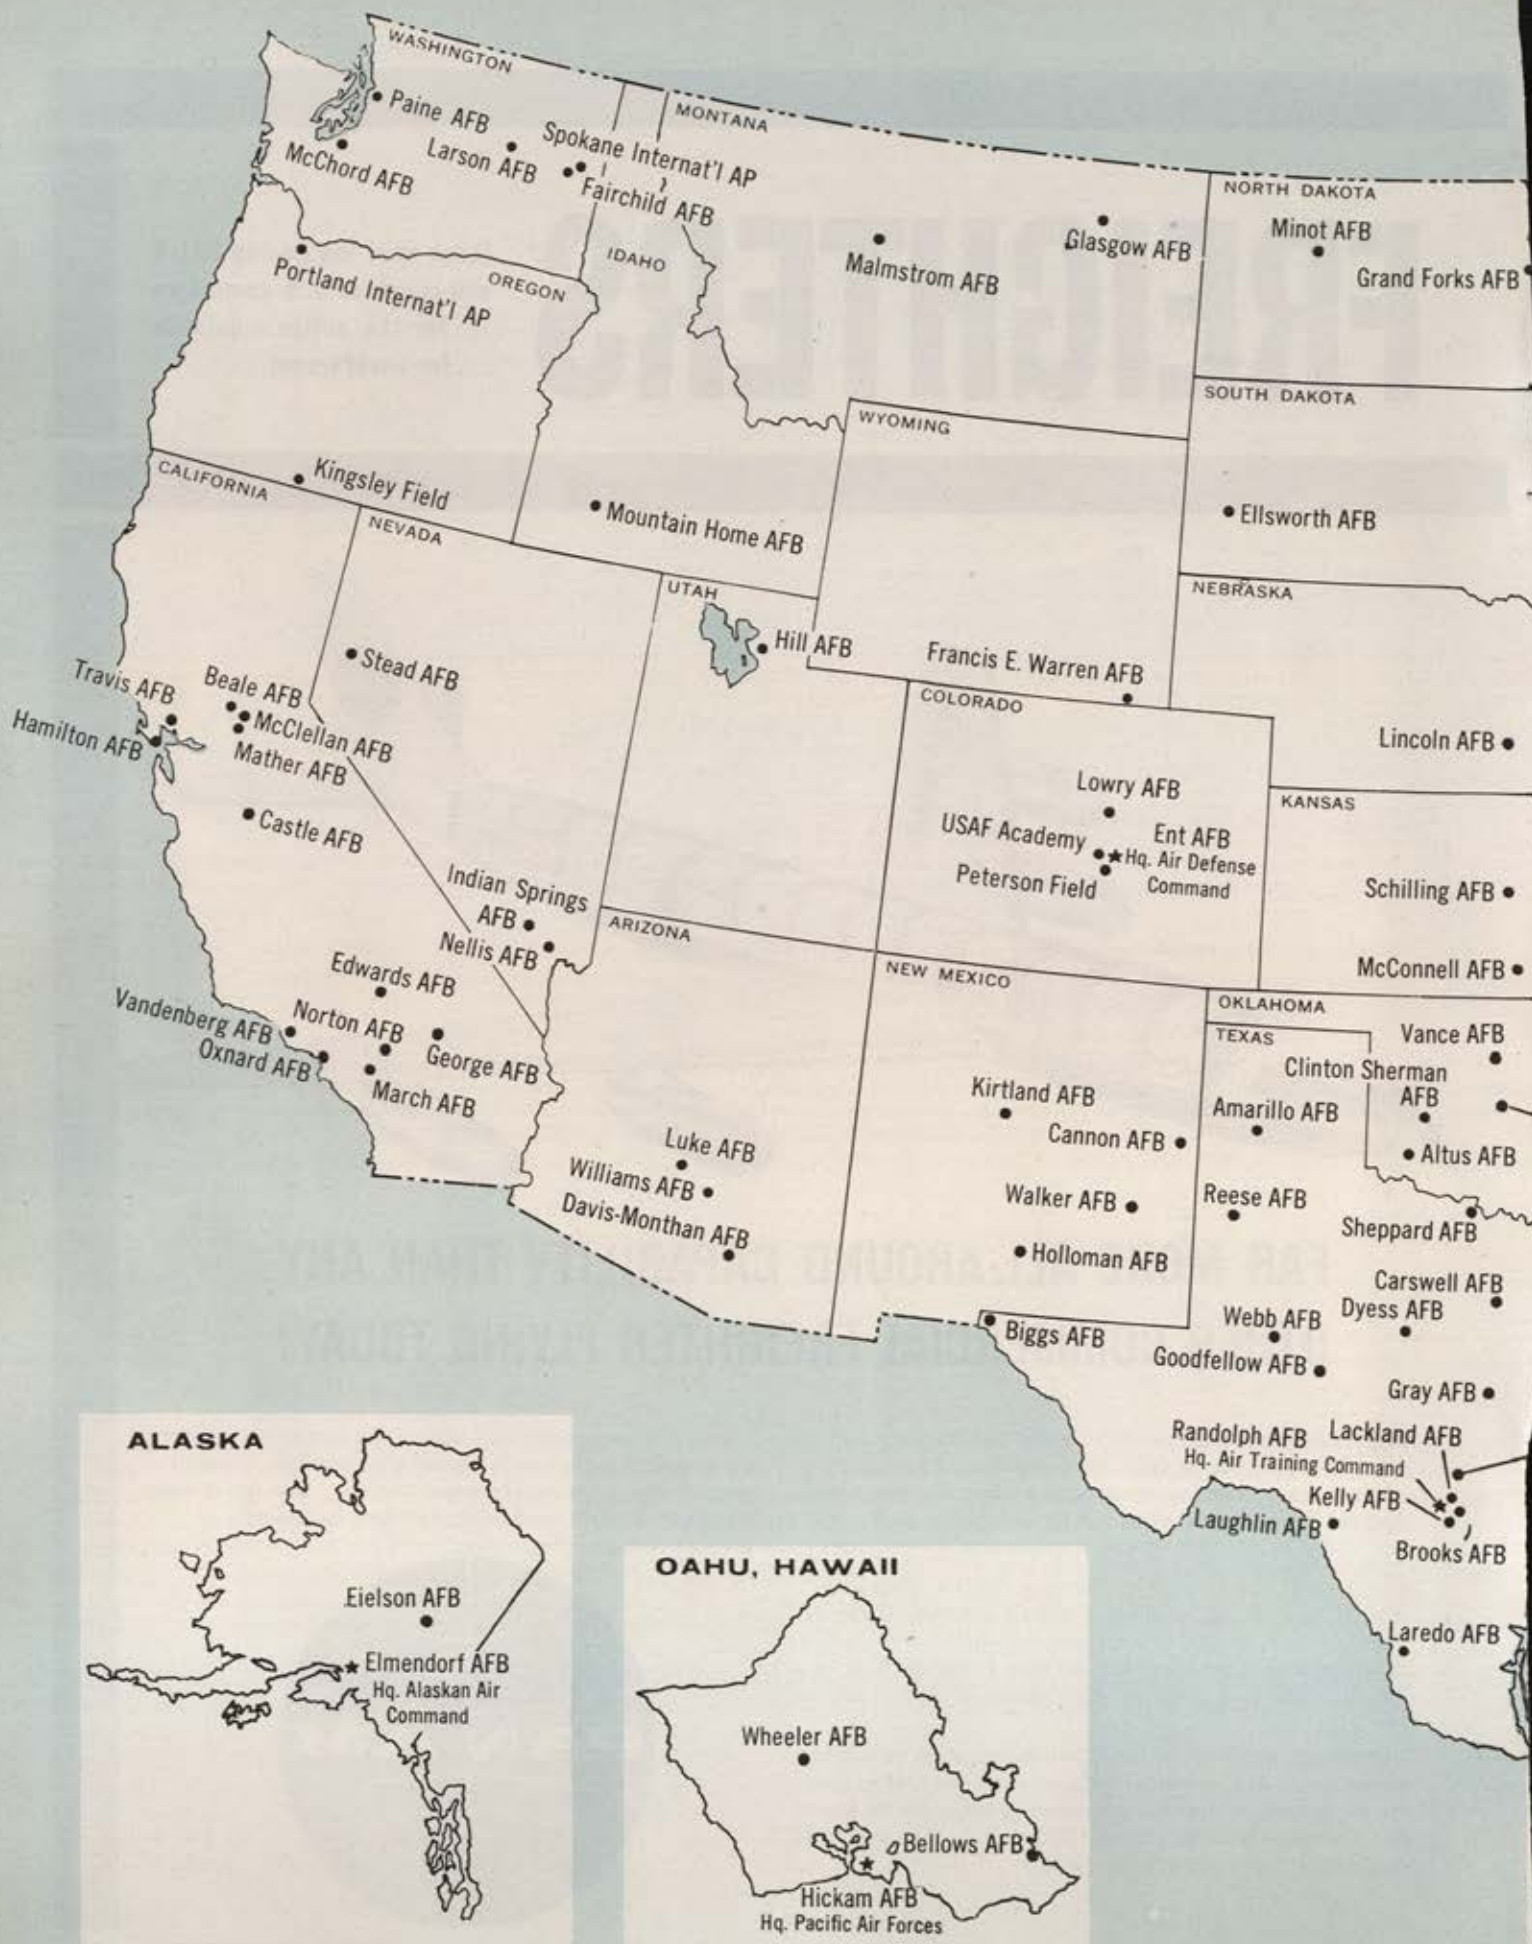 WASHINGTON
Paine AFB
Larson AFB
McChord AFB
Spokane Internat'l AP
Fairchild AFB
MONTANA
Malmstrom AFB
Glasgow AFB
NORTH DAKOTA
Minot AFB
Grand Forks AFB
Portland Internat'l AP
OREGON
IDAHO
Kingsley Field
Mountain Home AFB
WYOMING
Francis E. Warren AFB
SOUTH DAKOTA
Ellsworth AFB
NEBRASKA
Lincoln AFB
CALIFORNIA
NEVADA
Stead AFB
UTAH
Hill AFB
Travis AFB
Hamilton AFB
Beale AFB
McClellan AFB
Mather AFB
Castle AFB
Indian Springs
AFB
Nellis AFB
Edwards AFB
Vandenberg AFB
Norton AFB
Oxnard AFB
George AFB
March AFB
COLORADO
Lowry AFB
USAF Academy
Ent AFB
Hq. Air Defense
Command
Peterson Field
KANSAS
Schilling AFB
McConnell AFB
ARIZONA
Luke AFB
Williams AFB
Davis-Monthan AFB
NEW MEXICO
Kirtland AFB
Cannon AFB
Walker AFB
Holloman AFB
OKLAHOMA
Vance AFB
Clinton Sherman
AFB
Altus AFB
TEXAS
Amarillo AFB
Reese AFB
Sheppard AFB
Carswell AFB
Webb AFB
Dyess AFB
Biggs AFB
Goodfellow AFB
Gray AFB
Randolph AFB
Hq. Air Training Command
Lackland AFB
Kelly AFB
Laughlin AFB
Brooks AFB
Laredo AFB
ALASKA
Eielson AFB
Elmendorf AFB
Hq. Alaskan Air
Command
OAHU, HAWAII
Wheeler AFB
Bellows AFB
Hickam AFB
Hq. Pacific Air Forces